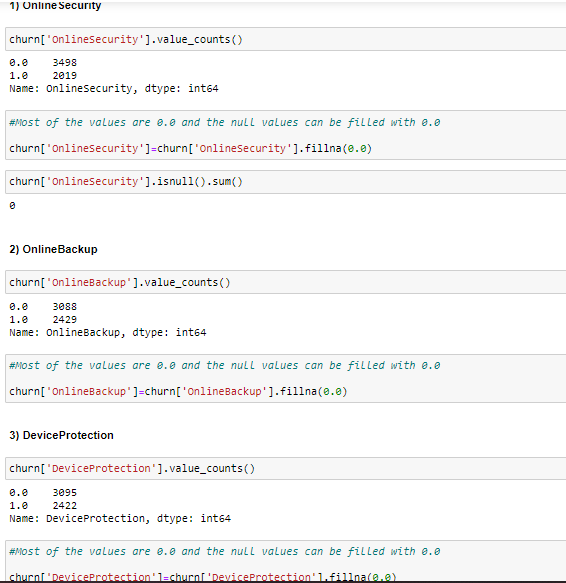 1) OnlineSecurity
churn['OnlineSecurity'].value_counts()
0.0    3498
1.0    2019
Name: OnlineSecurity, dtype: int64
#Most of the values are 0.0 and the null values can be filled with 0.0
churn['OnlineSecurity']=churn['OnlineSecurity'].fillna(0.0)
churn['OnlineSecurity'].isnull().sum()
0
2) OnlineBackup
churn['OnlineBackup'].value_counts()
0.0    3088
1.0    2429
Name: OnlineBackup, dtype: int64
#Most of the values are 0.0 and the null values can be filled with 0.0
churn['OnlineBackup']=churn['OnlineBackup'].fillna(0.0)
3) DeviceProtection
churn['DeviceProtection'].value_counts()
0.0    3095
1.0    2422
Name: DeviceProtection, dtype: int64
#Most of the values are 0.0 and the null values can be filled with 0.0
churn['DeviceProtection']=churn['DeviceProtection'].fillna(0.0)